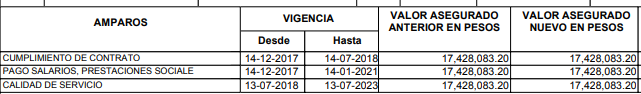 AMPAROS VIGENCIA VALOR ASEGURADO VALOR ASEGURADO
Desde Hasta ANTERIOR EN PESOS NUEVO EN PESOS
CUMPLIMIENTO DE CONTRATO 14-12-2017 14-07-2018 17,428,083.20 17,428,083.20
PAGO SALARIOS, PRESTACIONES SOCIALE 14-12-2017 14-01-2021 17,428,083.20 17,428,083.20
CALIDAD DE SERVICIO 13-07-2018 13-07-2023 17,428,083.20 17,428,083.20